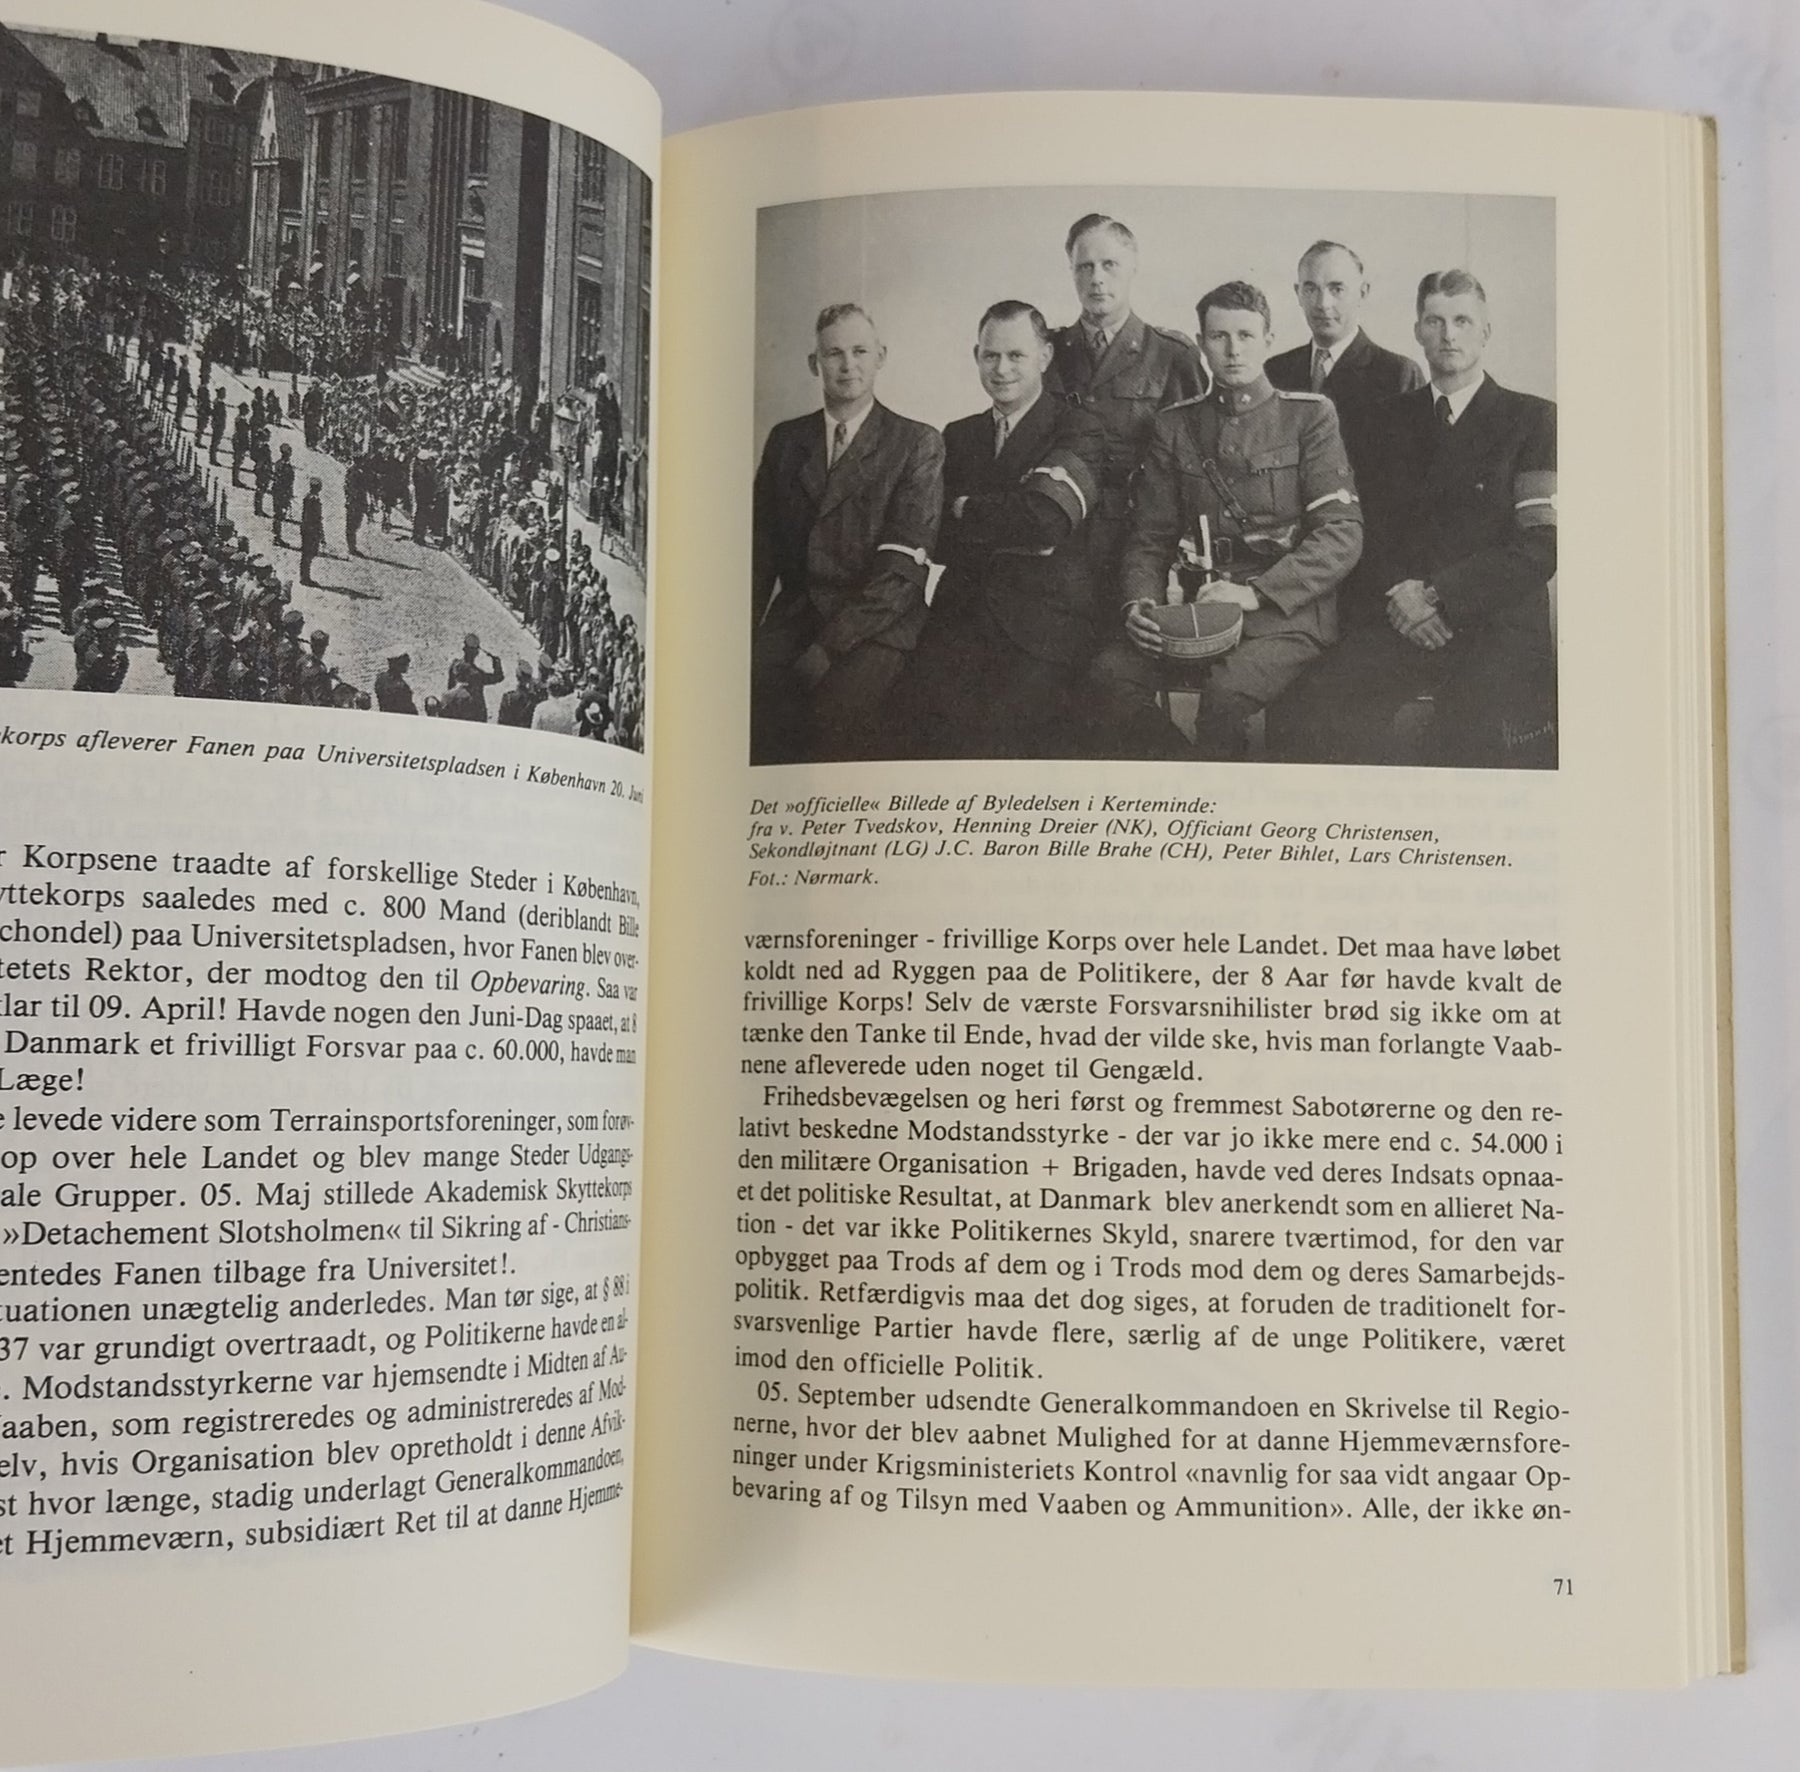 korps afleverer Fanen paa Universitetspladsen i København 20. Juni
r Korpsene traadte af forskellige Steder i København,
yttekorps saaledes med c. 800 Mand (deriblandt Bille
chondel) paa Universitetspladsen, hvor Fanen blev over-
tetets Rektor, der modtog den til Opbevaring. Saa var
klar til 09. April! Havde nogen den Juni-Dag spaaet, at 8
Danmark et frivilligt Forsvar paa c. 60.000, havde man
Læge!
e levede videre som Terrainsportsforeninger, som forøv-
op over hele Landet og blev mange Steder Udgangs-
ale Grupper. 05. Maj stillede Akademisk Skyttekorps
»Detachement Slotsholmen« til Sikring af - Christians-
entedes Fanen tilbage fra Universitet!.
tuationen unægtelig anderledes. Man tør sige, at § 88 i
37 var grundigt overtraadt, og Politikerne havde en al-
. Modstandsstyrkerne var hjemsendte i Midten af Au-
Vaaben, som registreredes og administreredes af Mod-
elv, hvis Organisation blev opretholdt i denne Afvik-
st hvor længe, stadig underlagt Generalkommandoen,
et Hjemmeværn, subsidiært Ret til at danne Hjemme-
Nørmark
Det »officielle« Billede af Byledelsen i Kerteminde:
fra v. Peter Tvedskov, Henning Dreier (NK), Officiant Georg Christensen,
Sekondløjtnant (LG) J.C. Baron Bille Brahe (CH), Peter Bihlet, Lars Christensen.
Fot.: Nørmark.
værnsforeninger - frivillige Korps over hele Landet. Det maa have løbet
koldt ned ad Ryggen paa de Politikere, der 8 Aar før havde kvalt de
frivillige Korps! Selv de værste Forsvarsnihilister brød sig ikke om at
tænke den Tanke til Ende, hvad der vilde ske, hvis man forlangte Vaab-
nene afleverede uden noget til Gengæld.
Frihedsbevægelsen og heri først og fremmest Sabotørerne og den re-
lativt beskedne Modstandsstyrke - der var jo ikke mere end c. 54.000 i
den militære Organisation + Brigaden, havde ved deres Indsats opnaa-
et det politiske Resultat, at Danmark blev anerkendt som en allieret Na-
tion - det var ikke Politikernes Skyld, snarere tværtimod, for den var
opbygget paa Trods af dem og i Trods mod dem og deres Samarbejds-
politik. Retfærdigvis maa det dog siges, at foruden de traditionelt for-
svarsvenlige Partier havde flere, særlig af de unge Politikere, været
imod den officielle Politik.
05. September udsendte Generalkommandoen en Skrivelse til Regio-
nerne, hvor der blev aabnet Mulighed for at danne Hjemmeværnsfore-
ninger under Krigsministeriets Kontrol «navnlig for saa vidt angaar Op-
bevaring af og Tilsyn med Vaaben og Ammunition». Alle, der ikke øn-
71